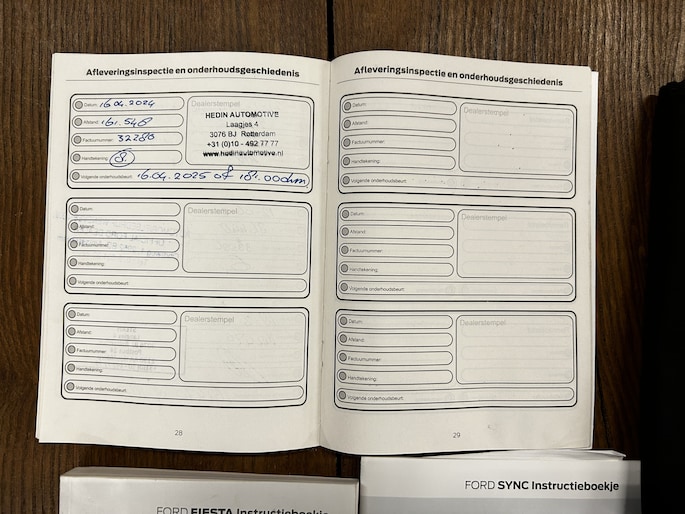 Afleveringsinspectie en onderhoudsgeschiedenis
Datum: 16.04.2024
Afstand: 161.548
Factuurnummer: 32280
Handtekening:
Volgende onderhoudsbeurt: 16.04.2025 of 181.000km
Dealerstempel
HEDIN AUTOMOTIVE
Laagjes 4
3076 BJ Rotterdam
+31 (0)10 - 492 77 77
www.hedinautomotive.nl
Datum:
Afstand:
Factuurnummer:
Handtekening:
Volgende onderhoudsbeurt:
Dealerstempel
Datum:
Afstand:
Factuurnummer:
Handtekening:
Volgende onderhoudsbeurt:
Dealerstempel
28
Afleveringsinspectie en onderhoudsgeschiedenis
Datum:
Afstand:
Factuurnummer:
Handtekening:
Volgende onderhoudsbeurt:
Dealerstempel
Datum:
Afstand:
Factuurnummer:
Handtekening:
Volgende onderhoudsbeurt:
Dealerstempel
Datum:
Afstand:
Factuurnummer:
Handtekening:
Volgende onderhoudsbeurt:
Dealerstempel
29
FORD FIESTA Instructieboekje
FORD SYNC Instructieboekje